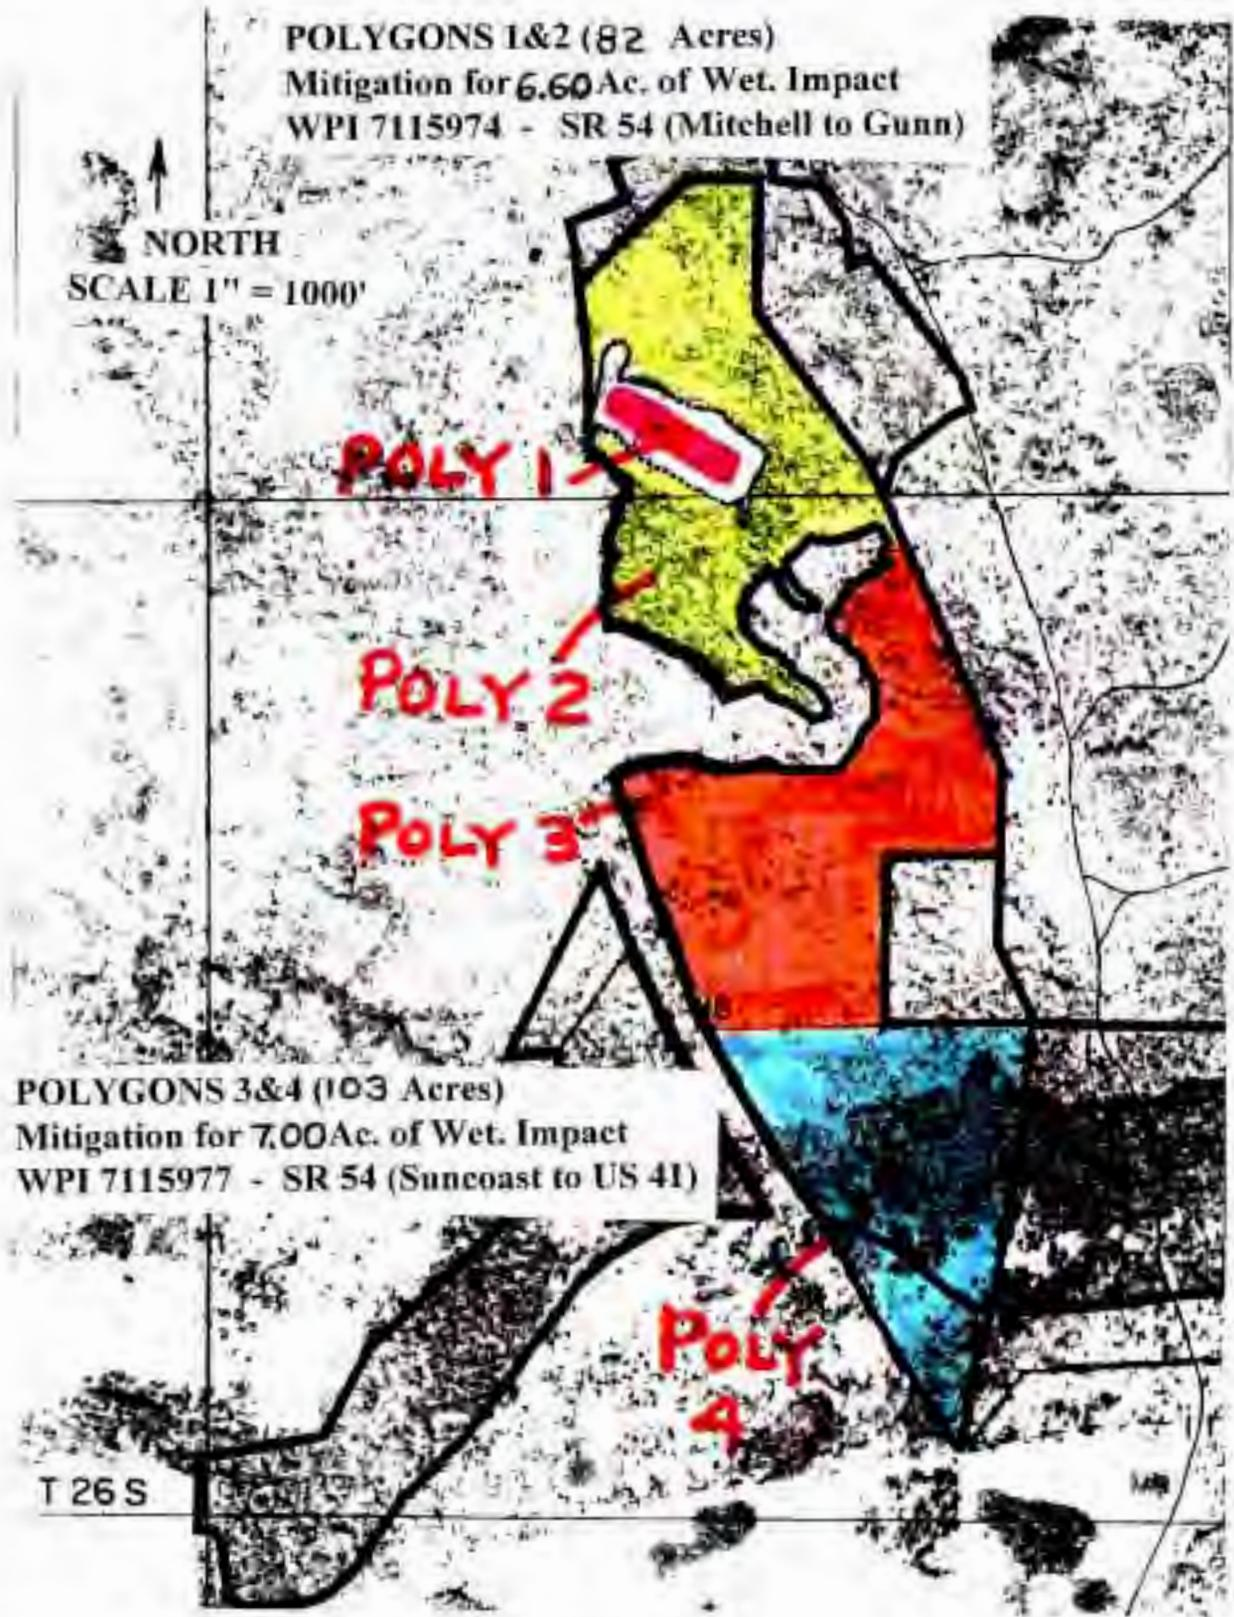 POLYGONS 1&2 (82 Acres)
Mitigation for 6.60 Ac. of Wet. Impact
WPI 7115974 - SR 54 (Mitchell to Gunn)
NORTH
SCALE 1" = 1000'
POLY 1
POLY 2
POLY 3
18
POLYGONS 3&4 (103 Acres)
Mitigation for 7.00 Ac. of Wet. Impact
WPI 7115977 - SR 54 (Suncoast to US 41)
POLY
4
T 26 S